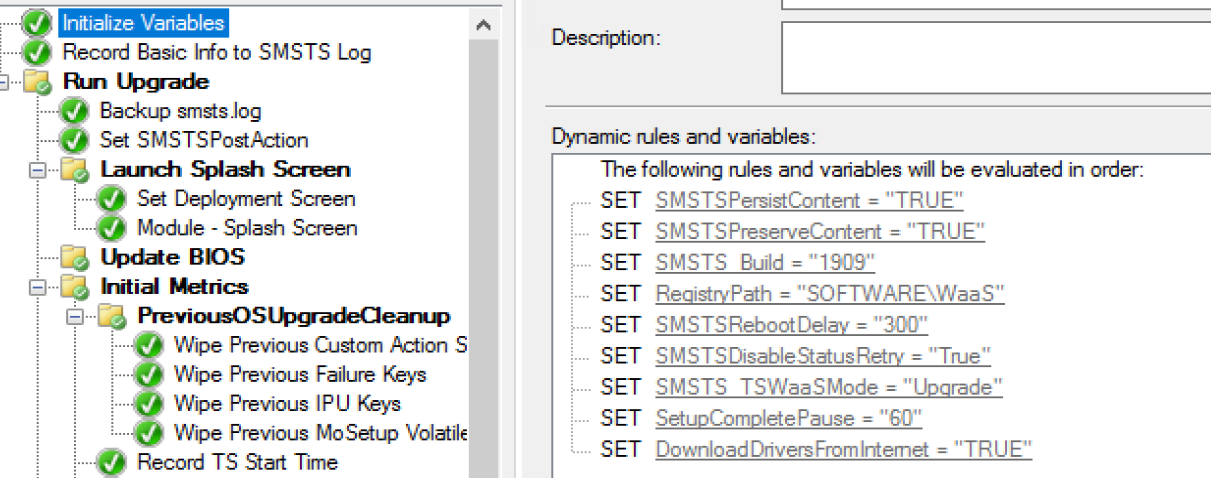 Initialize Variables
Record Basic Info to SMSTS Log
Run Upgrade
Backup smsts.log
Set SMSTSPostAction
Launch Splash Screen
Set Deployment Screen
Module - Splash Screen
Update BIOS
Initial Metrics
PreviousOSUpgradeCleanup
Wipe Previous Custom Action S
Wipe Previous Failure Keys
Wipe Previous IPU Keys
Wipe Previous MoSetup Volatile
Record TS Start Time
Description:
Dynamic rules and variables:
The following rules and variables will be evaluated in order:
SET SMSTSPersistContent = "TRUE"
SET SMSTSPreserveContent = "TRUE"
SET SMSTS_Build = "1909"
SET RegistryPath = "SOFTWARE\WaaS"
SET SMSTSRebootDelay = "300"
SET SMSTSDisableStatusRetry = "True"
SET SMSTS_TSWaaSMode = "Upgrade"
SET SetupCompletePause = "60"
SET DownloadDriversFromInternet = "TRUE"